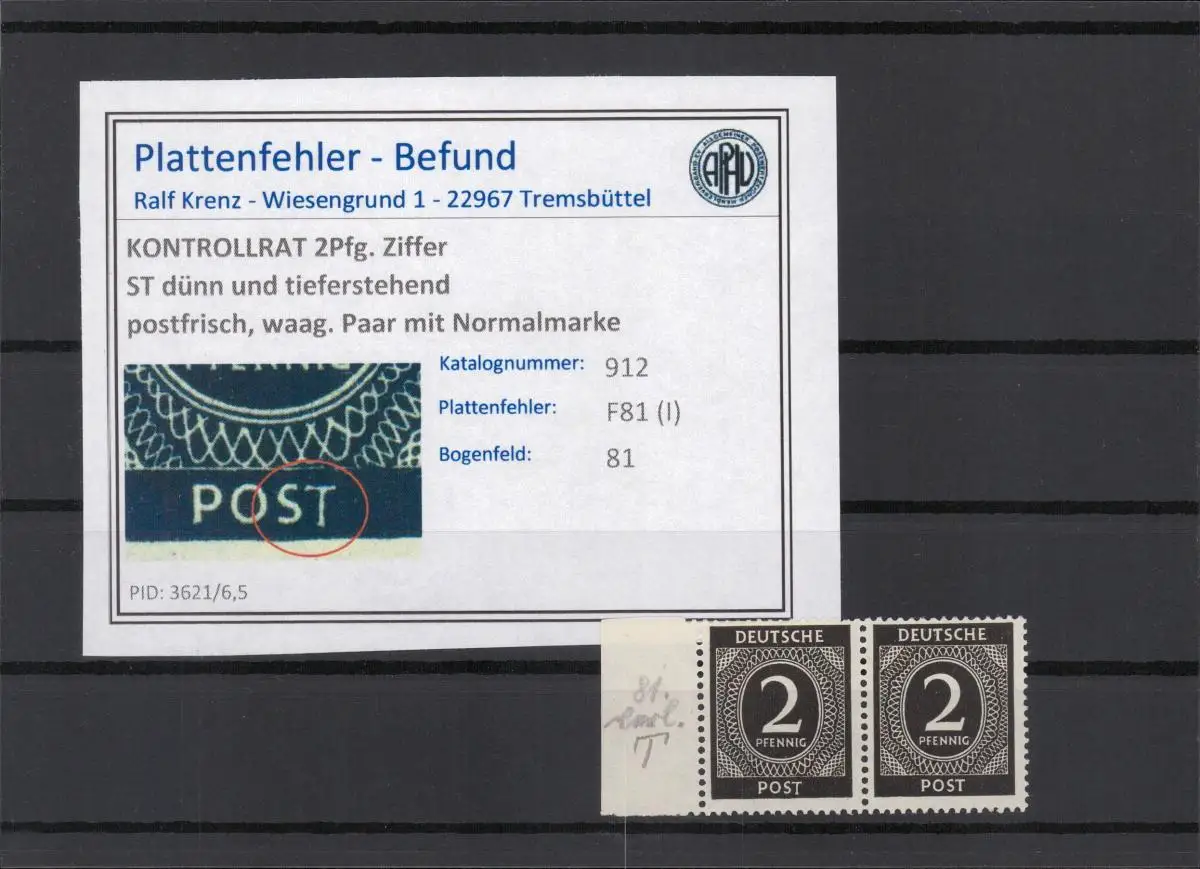 Plattenfehler - Befund
Ralf Krenz - Wiesengrund 1 - 22967 Tremsbüttel
APHV
KONTROLLRAT 2Pfg. Ziffer
ST dünn und tieferstehend
postfrisch, waag. Paar mit Normalmarke
PFENNIG
POST
Katalognummer: 912
Plattenfehler: F81 (I)
Bogenfeld: 81
PID: 3621/6,5
81.
T
DEUTSCHE
2
PFENNIG
POST
DEUTSCHE
2
PFENNIG
POST